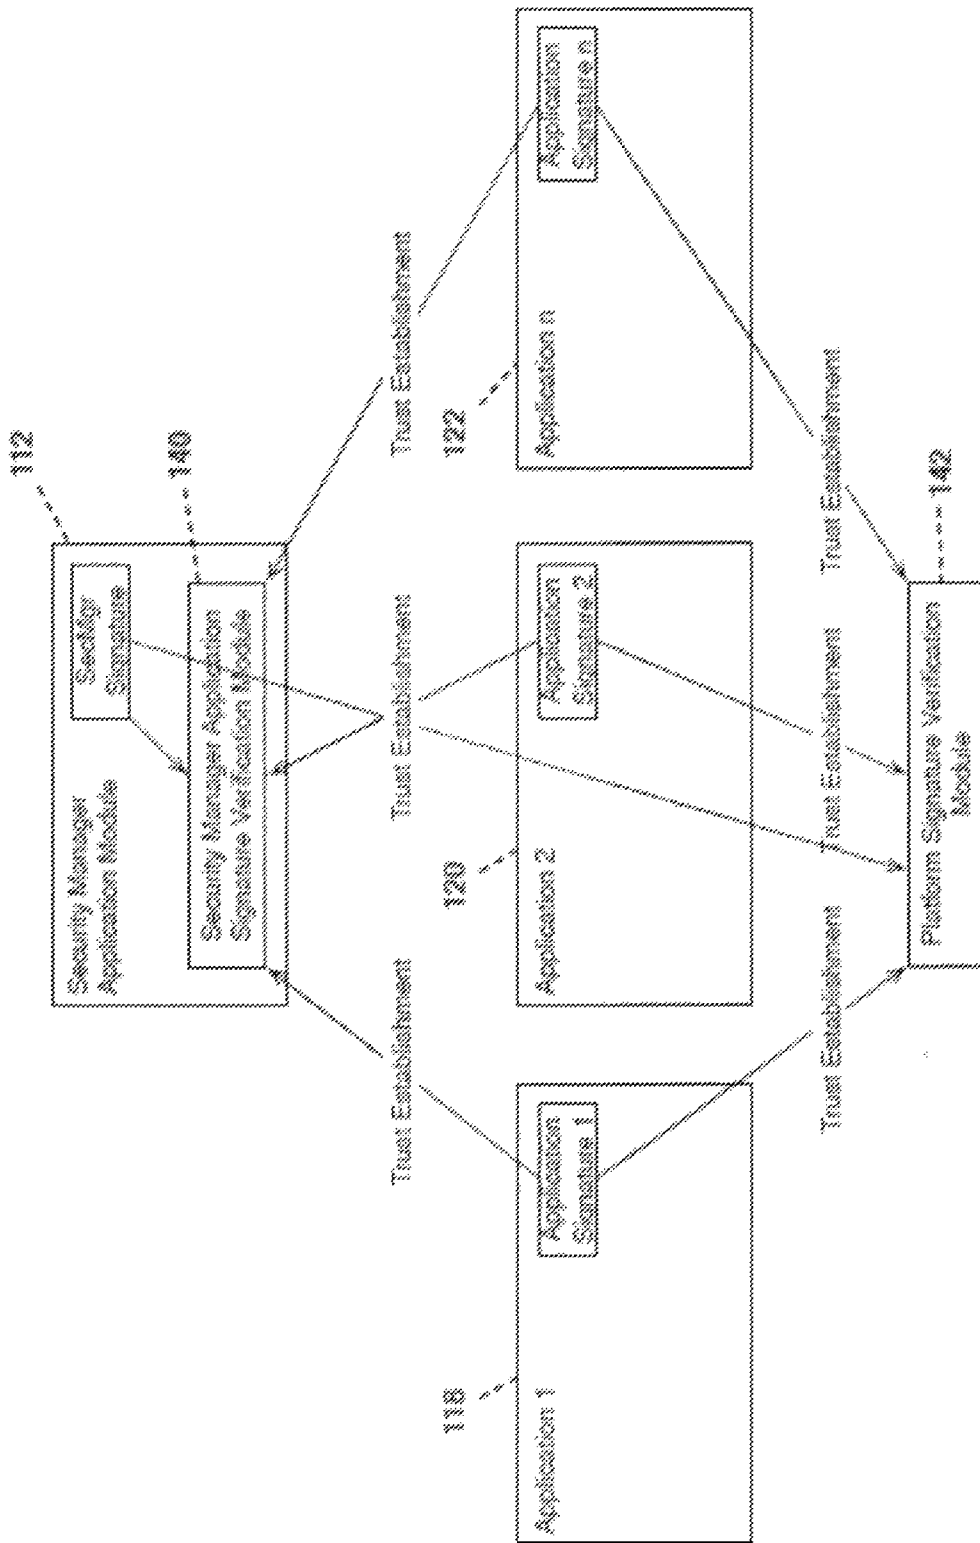 112
Security Manager
Application Module
SecMgr
Signature
140
Security Manager Application
Signature Verification Module
Trust Establishment
Trust Establishment
Trust Establishment
118
120
122
Application 1
Application
Signature 1
Application 2
Application
Signature 2
Application n
Application
Signature n
Trust Establishment
Trust Establishment
Trust Establishment
142
Platform Signature Verification
Module